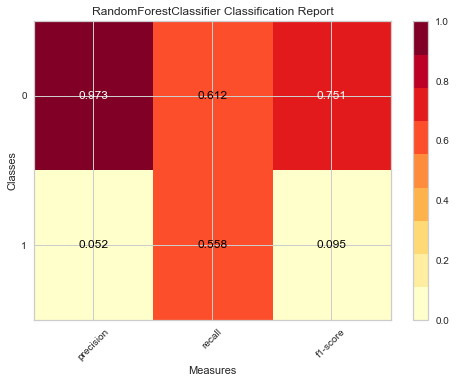 RandomForestClassifier Classification Report
1.0
0.8
0.6
0.4
0.2
0.0
Classes
0
0.973 0.612 0.751
1
0.052 0.558 0.095
precision recall f1-score
Measures